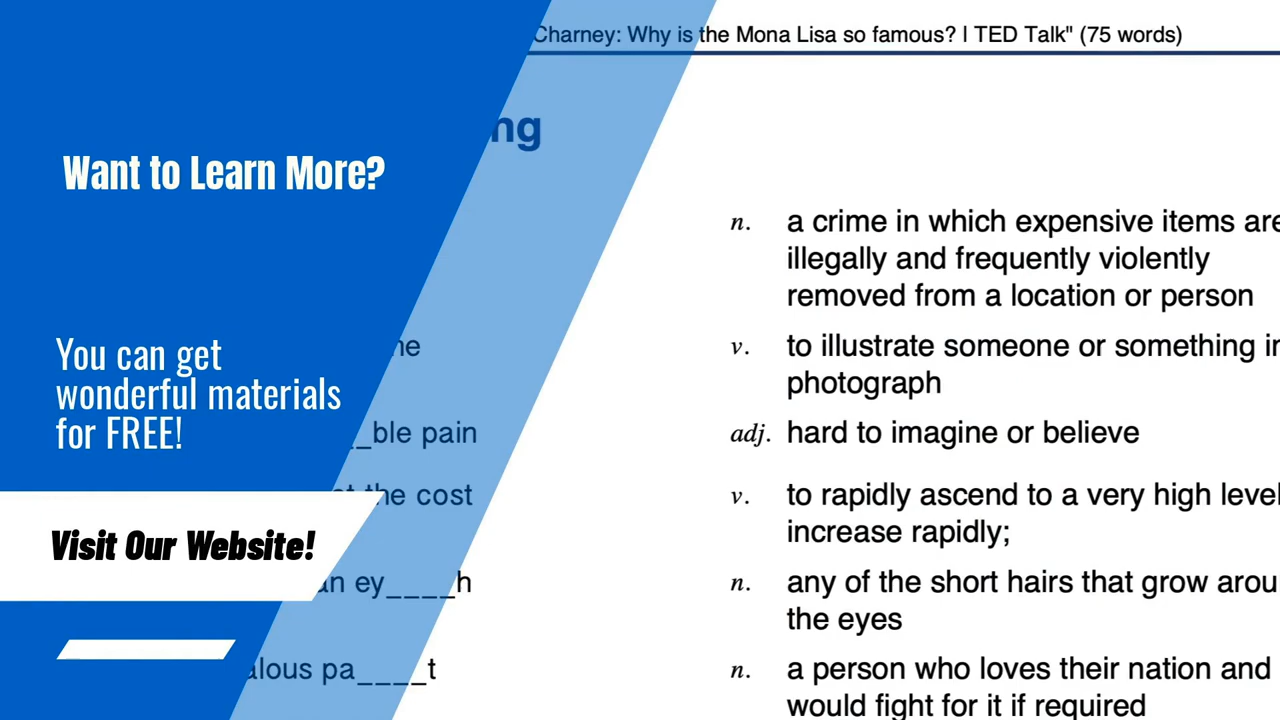 Charney: Why is the Mona Lisa so famous? | TED Talk" (75 words)
ng
Want to Learn More?
You can get
wonderful materials
for FREE!
Visit Our Website!
ne
_ble pain
the cost
an ey____h
alous pa____t
n. a crime in which expensive items are
illegally and frequently violently
removed from a location or person
v. to illustrate someone or something in
photograph
adj. hard to imagine or believe
v. to rapidly ascend to a very high level
increase rapidly;
n. any of the short hairs that grow arou
the eyes
n. a person who loves their nation and
would fight for it if required